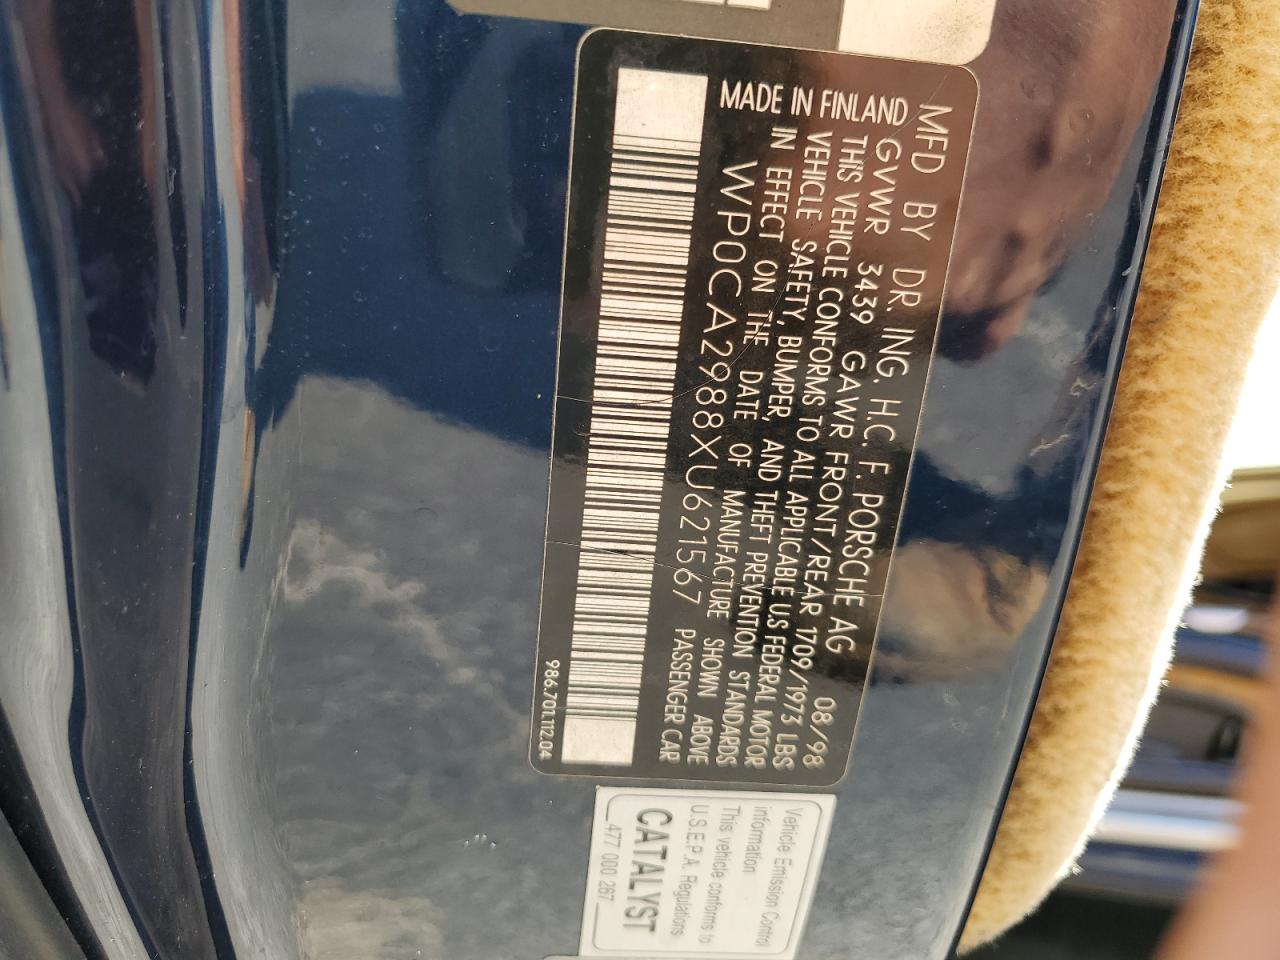 MFD BY DR. ING. H.C. F. PORSCHE AG 08/98
GVWR 3439 GAWR FRONT/REAR 1709/1973 LBS
THIS VEHICLE CONFORMS TO ALL APPLICABLE US FEDERAL MOTOR
VEHICLE SAFETY, BUMPER, AND THEFT PREVENTION STANDARDS
IN EFFECT ON THE DATE OF MANUFACTURE SHOWN ABOVE
MADE IN FINLAND
WP0CA2988XU621567 PASSENGER CAR
986.701.112.04
Vehicle Emission Control
information
This vehicle conforms to
U.S.E.P.A. Regulations
CATALYST
477 000 267